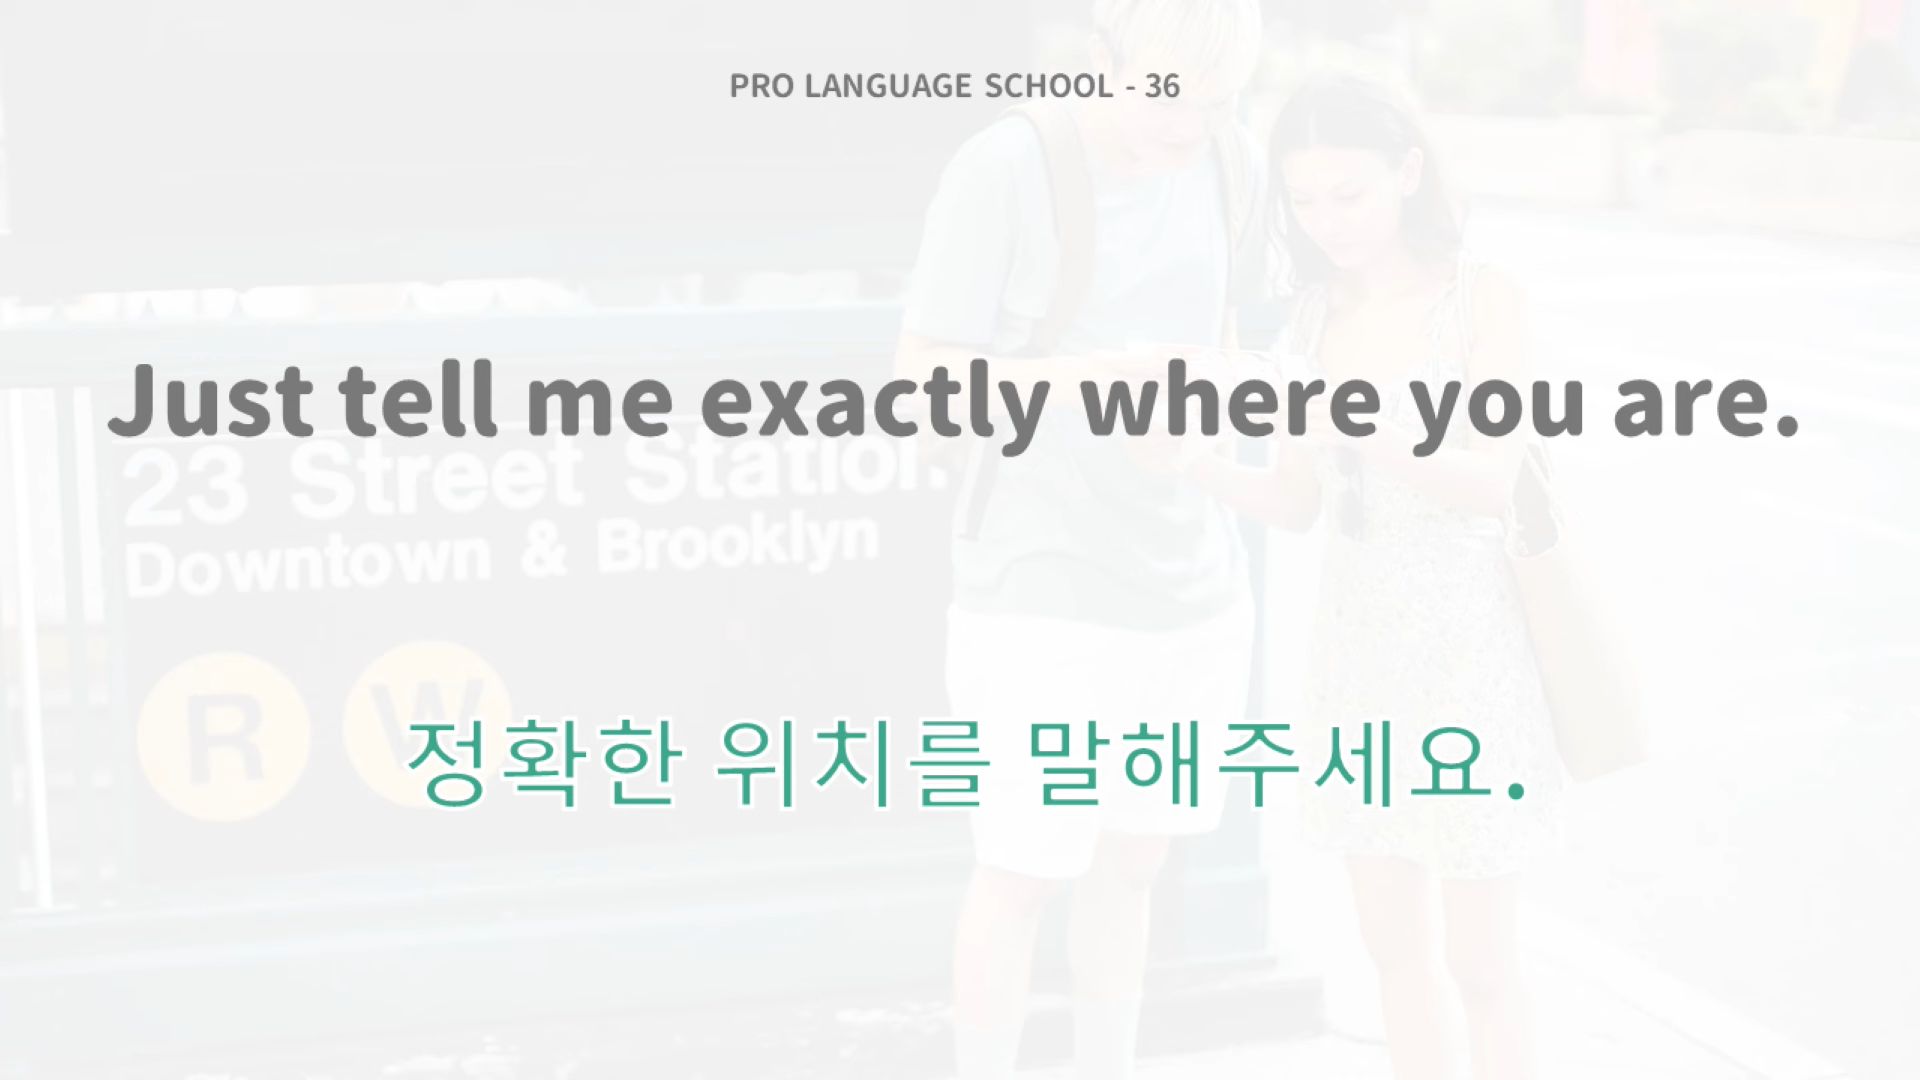 PRO LANGUAGE SCHOOL - 36
Just tell me exactly where you are.
23 Street Station
Downtown & Brooklyn
R W
정확한 위치를 말해주세요.